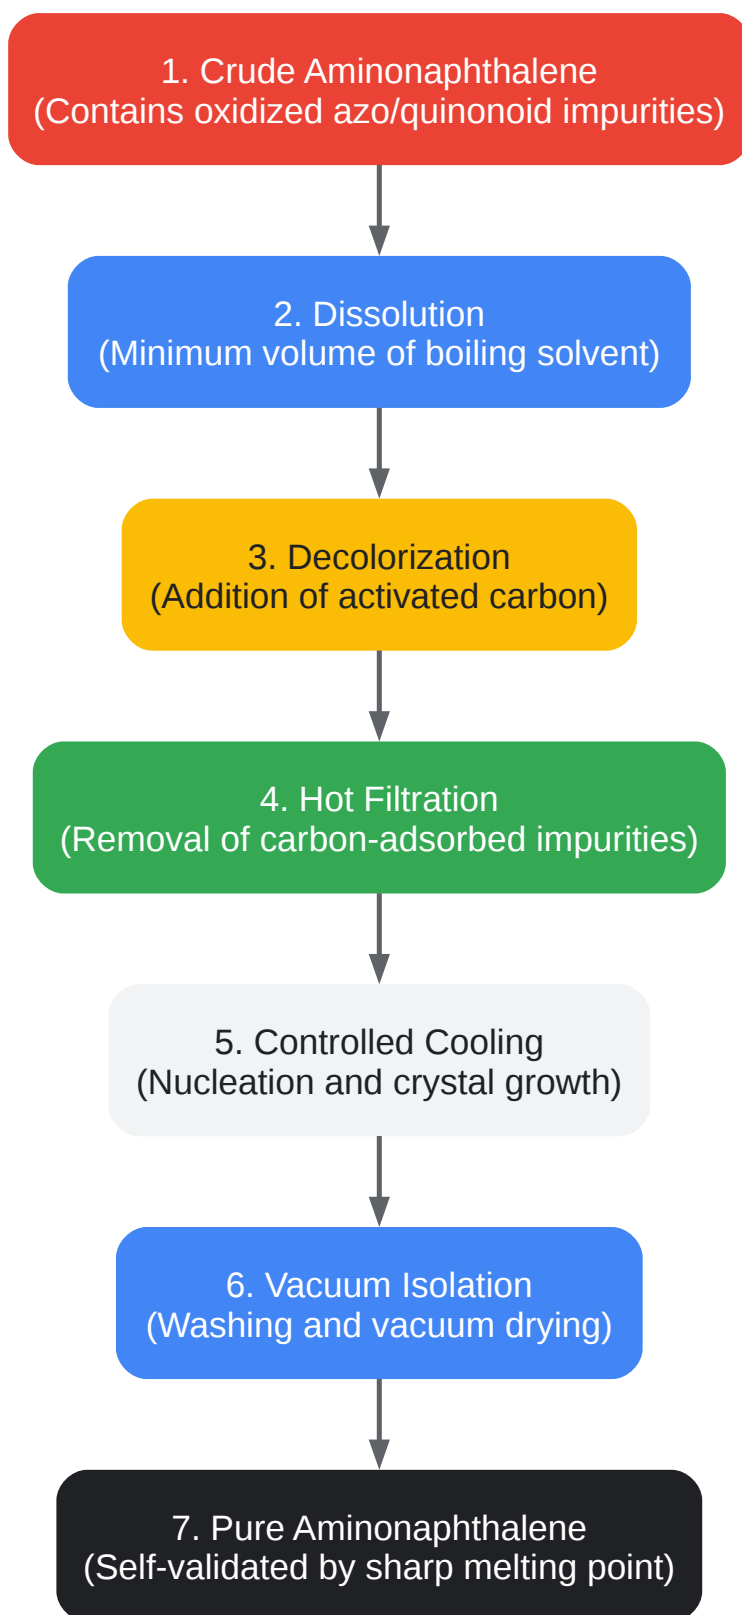 1. Crude Aminonaphthalene
(Contains oxidized azo/quinonoid impurities)
2. Dissolution
(Minimum volume of boiling solvent)
3. Decolorization
(Addition of activated carbon)
4. Hot Filtration
(Removal of carbon-adsorbed impurities)
5. Controlled Cooling
(Nucleation and crystal growth)
6. Vacuum Isolation
(Washing and vacuum drying)
7. Pure Aminonaphthalene
(Self-validated by sharp melting point)